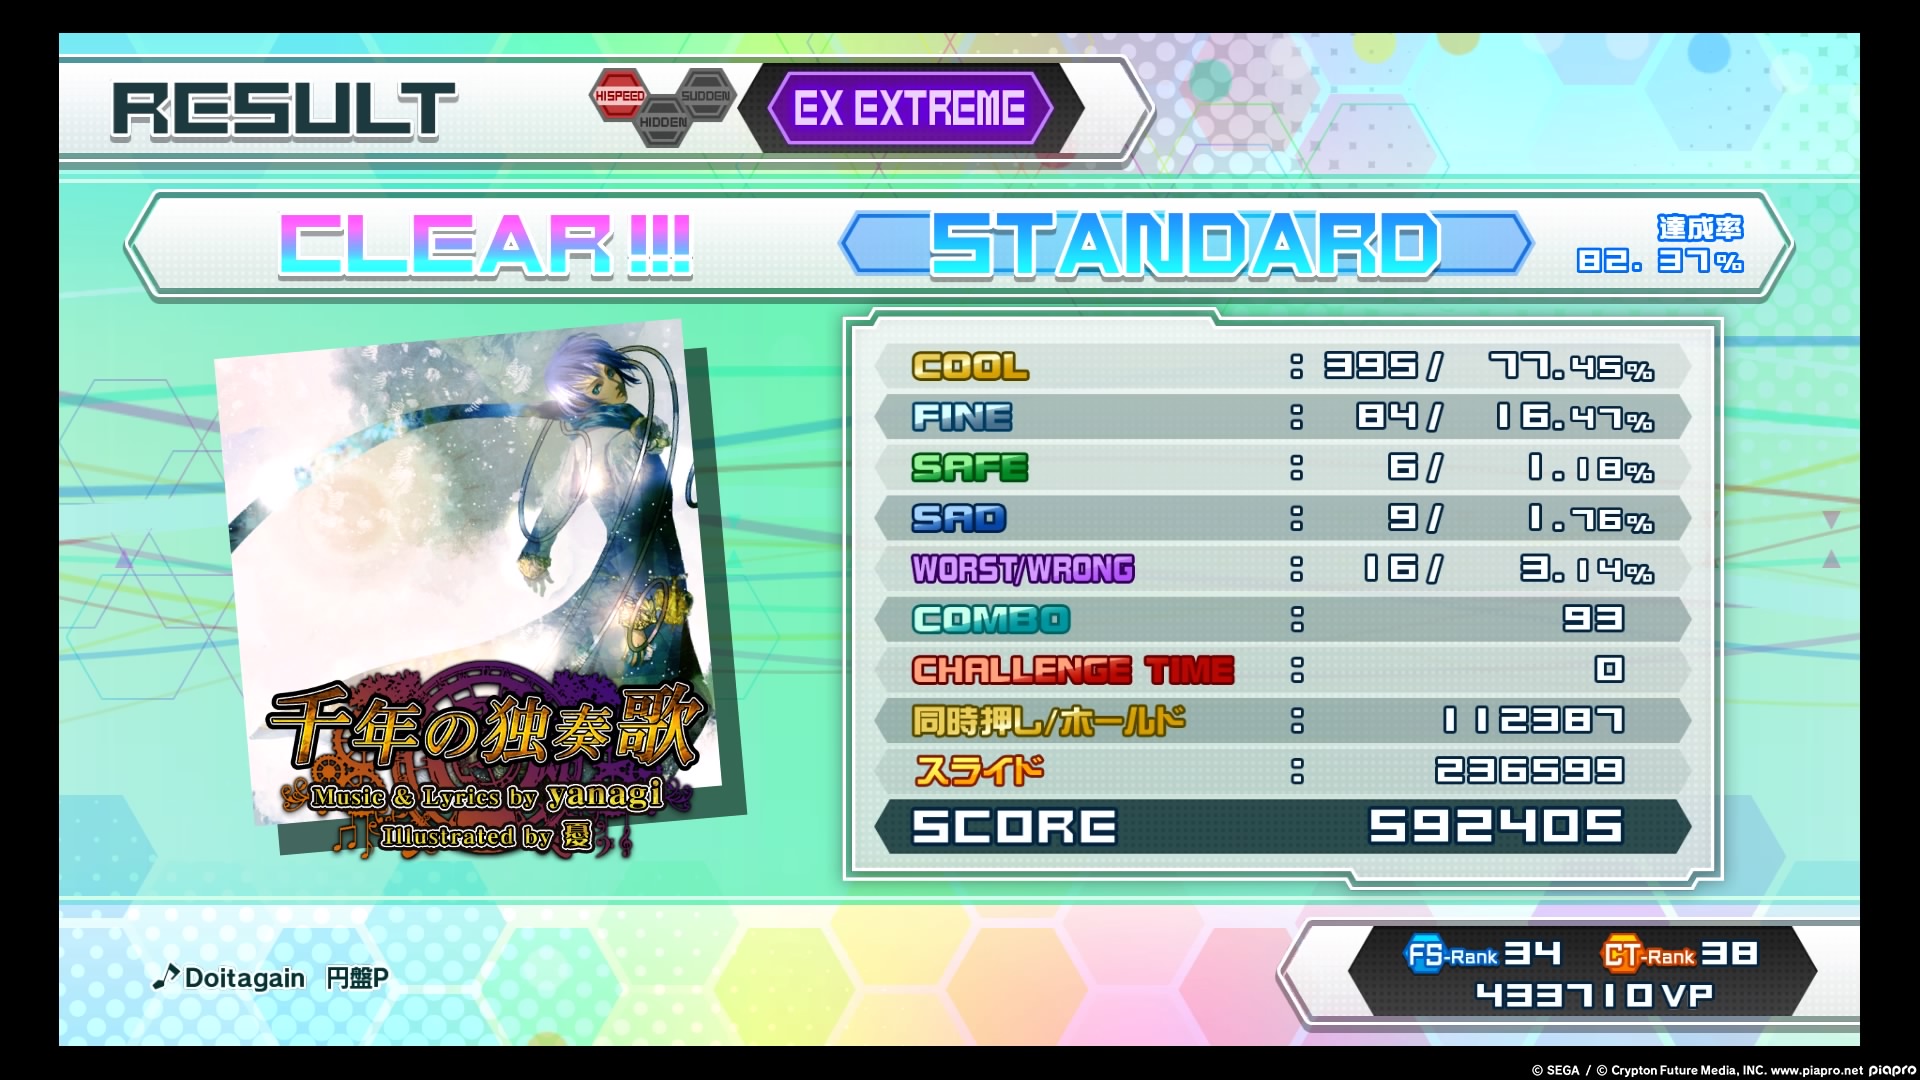 RESULT
HISPEED
HIDDEN
SUDDEN
EX EXTREME
CLEAR!!!
STANDARD
達成率
82.37%
COOL : 395/ 77.45%
FINE : 84/ 16.47%
SAFE : 6/ 1.18%
SAD : 9/ 1.76%
WORST/WRONG : 16/ 3.14%
COMBO : 93
CHALLENGE TIME : 0
同時押し/ホールド : 112387
スライド : 236599
SCORE 592405
千年の独奏歌
Music & Lyrics by yanagi
Illustrated by 憂
Doitagain 円盤P
FS-Rank 34 CT-Rank 38
433710VP
© SEGA / © Crypton Future Media, INC. www.piapro.net piapro